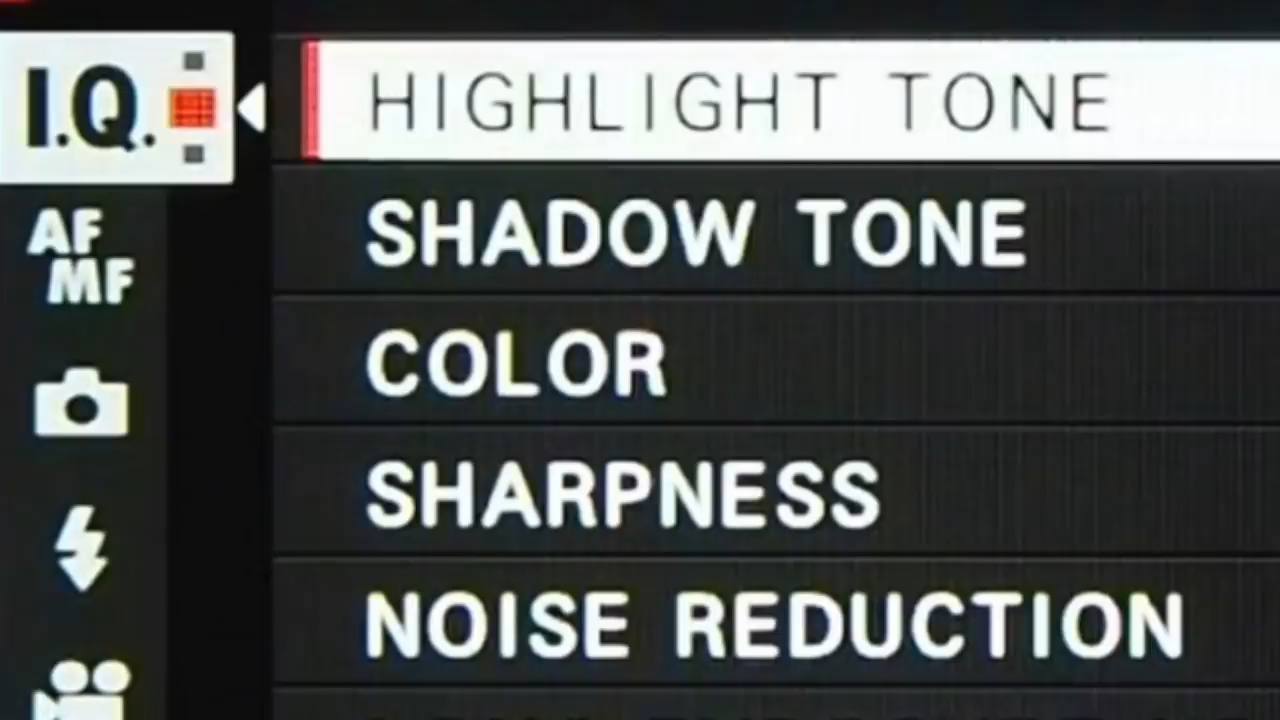 I.Q.
HIGHLIGHT TONE
SHADOW TONE
AF
MF
COLOR
SHARPNESS
NOISE REDUCTION